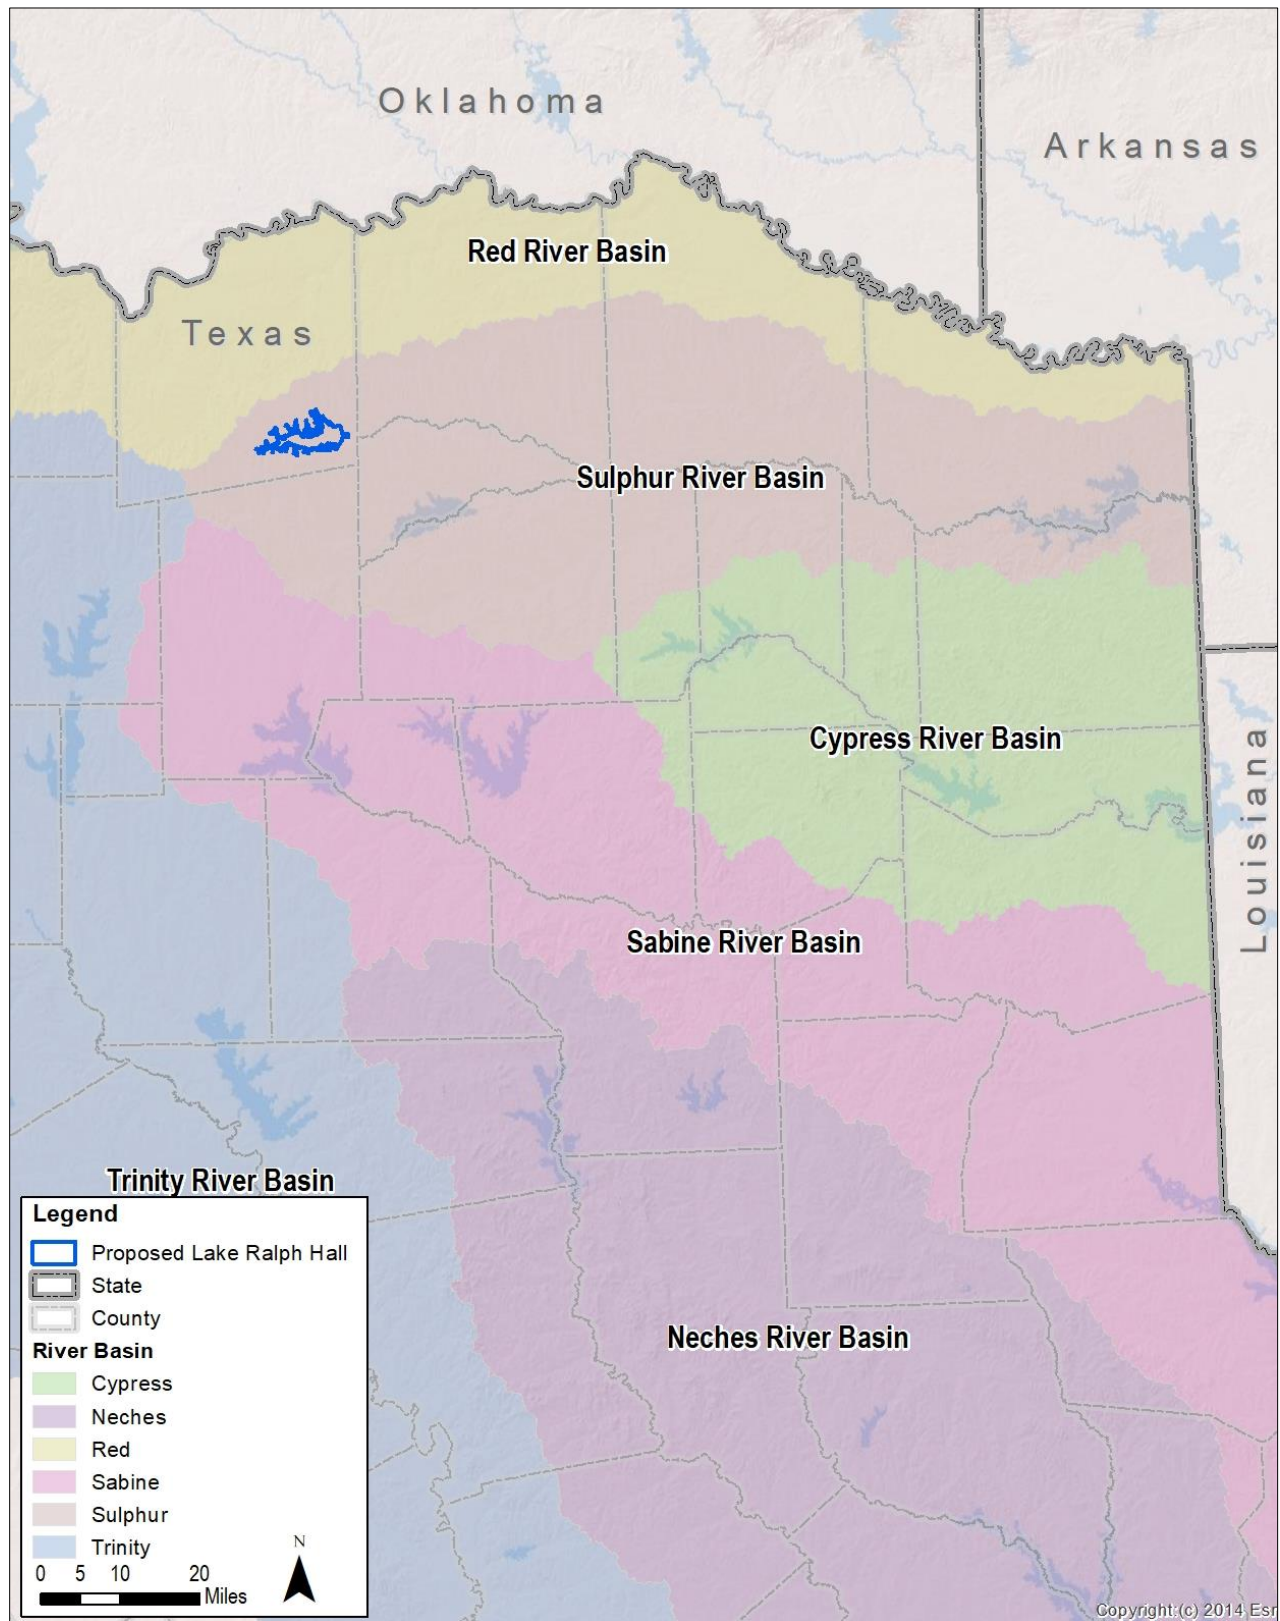 Oklahoma
Arkansas
Red River Basin
Texas
Sulphur River Basin
Cypress River Basin
Louisiana
Sabine River Basin
Trinity River Basin
Legend
Proposed Lake Ralph Hall
State
County
River Basin
Cypress
Neches
Red
Sabine
Sulphur
Trinity
N
0 5 10 20
Miles
Neches River Basin
Copyright:(c) 2014 Esr